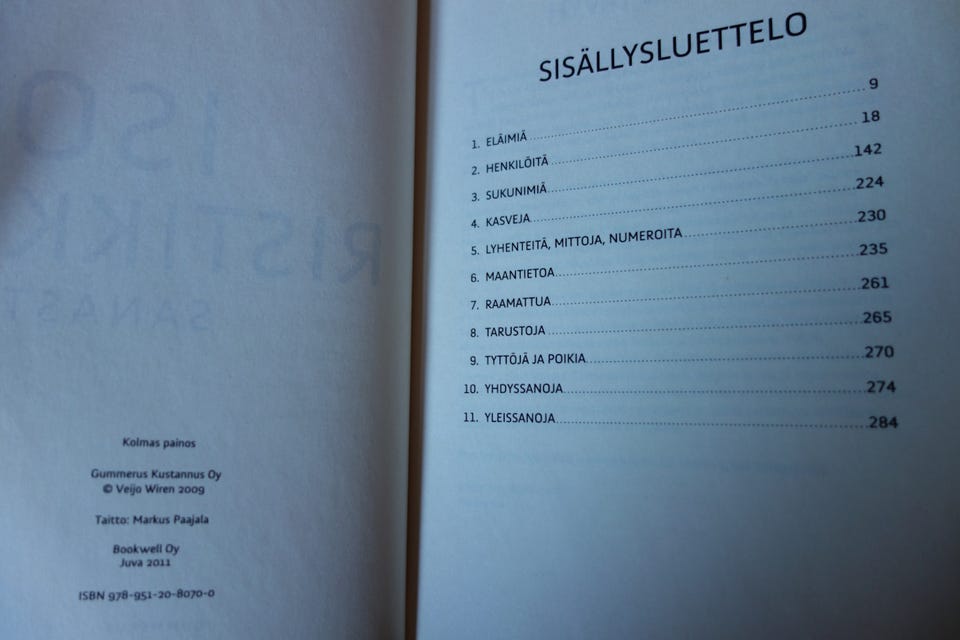 Kolmas painos
Gummerus Kustannus Oy
© Veijo Wiren 2009
Taitto: Markus Paajala
Bookwell Oy
Juva 2011
ISBN 978-951-20-8070-0
SISÄLLYSLUETTELO
1. ELÄIMIÄ 9
2. HENKILÖITÄ 18
3. SUKUNIMIÄ 142
4. KASVEJA 224
5. LYHENTEITÄ, MITTOJA, NUMEROITA 230
6. MAANTIETOA 235
7. RAAMATTUA 261
8. TARUSTOJA 265
9. TYTTÖJÄ JA POIKIA 270
10. YHDYSSANOJA 274
11. YLEISSANOJA 284